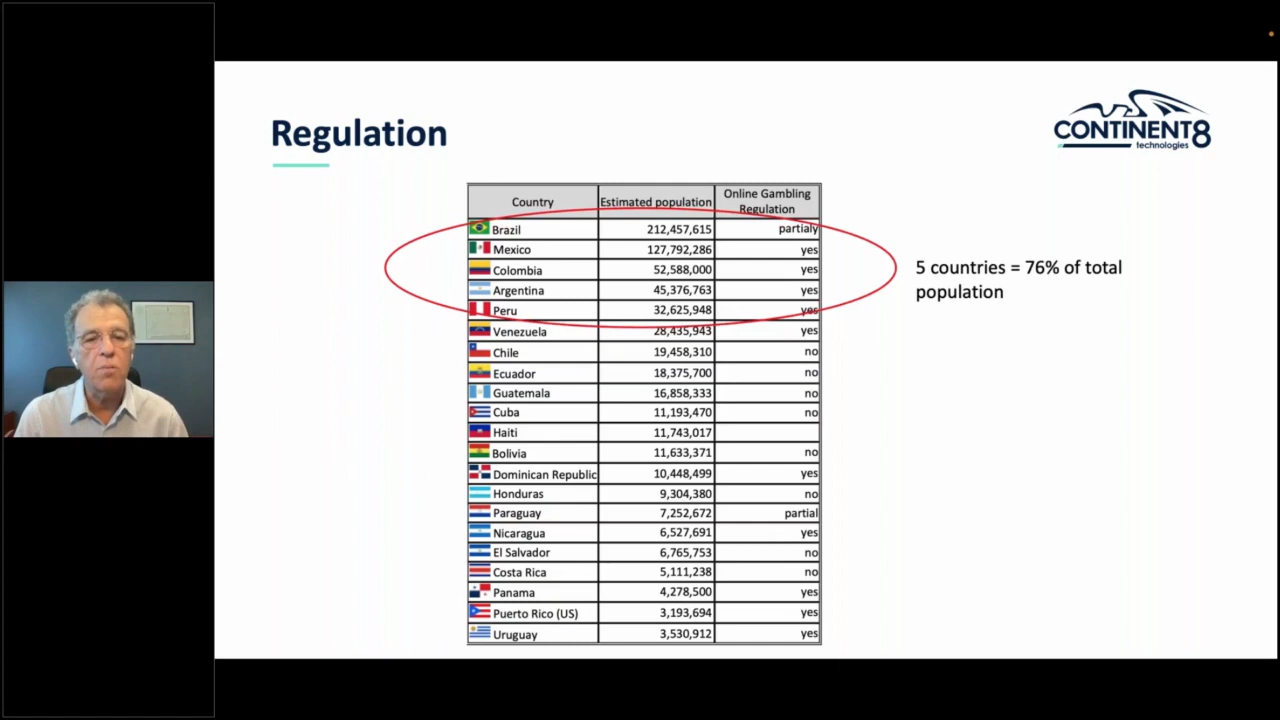 Regulation
CONTINENT8
technologies
Country Estimated population Online Gambling
Regulation
Brazil 212,457,615 partialy
Mexico 127,792,286 yes
Colombia 52,588,000 yes
Argentina 45,376,763 yes
Peru 32,625,948 yes
Venezuela 28,435,943 yes
Chile 19,458,310 no
Ecuador 18,375,700 no
Guatemala 16,858,333 no
Cuba 11,193,470 no
Haiti 11,743,017
Bolivia 11,633,371 no
Dominican Republic 10,448,499 yes
Honduras 9,304,380 no
Paraguay 7,252,672 partial
Nicaragua 6,527,691 yes
El Salvador 6,765,753 no
Costa Rica 5,111,238 no
Panama 4,278,500 yes
Puerto Rico (US) 3,193,694 yes
Uruguay 3,530,912 yes
5 countries = 76% of total
population